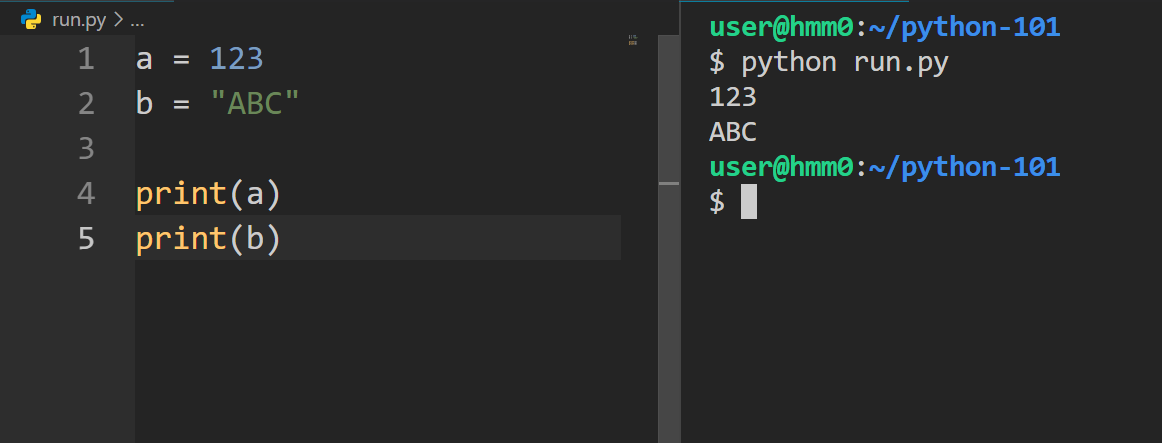 run.py > ...
1 a = 123
2 b = "ABC"
3
4 print(a)
5 print(b)
user@hmm0:~/python-101
$ python run.py
123
ABC
user@hmm0:~/python-101
$